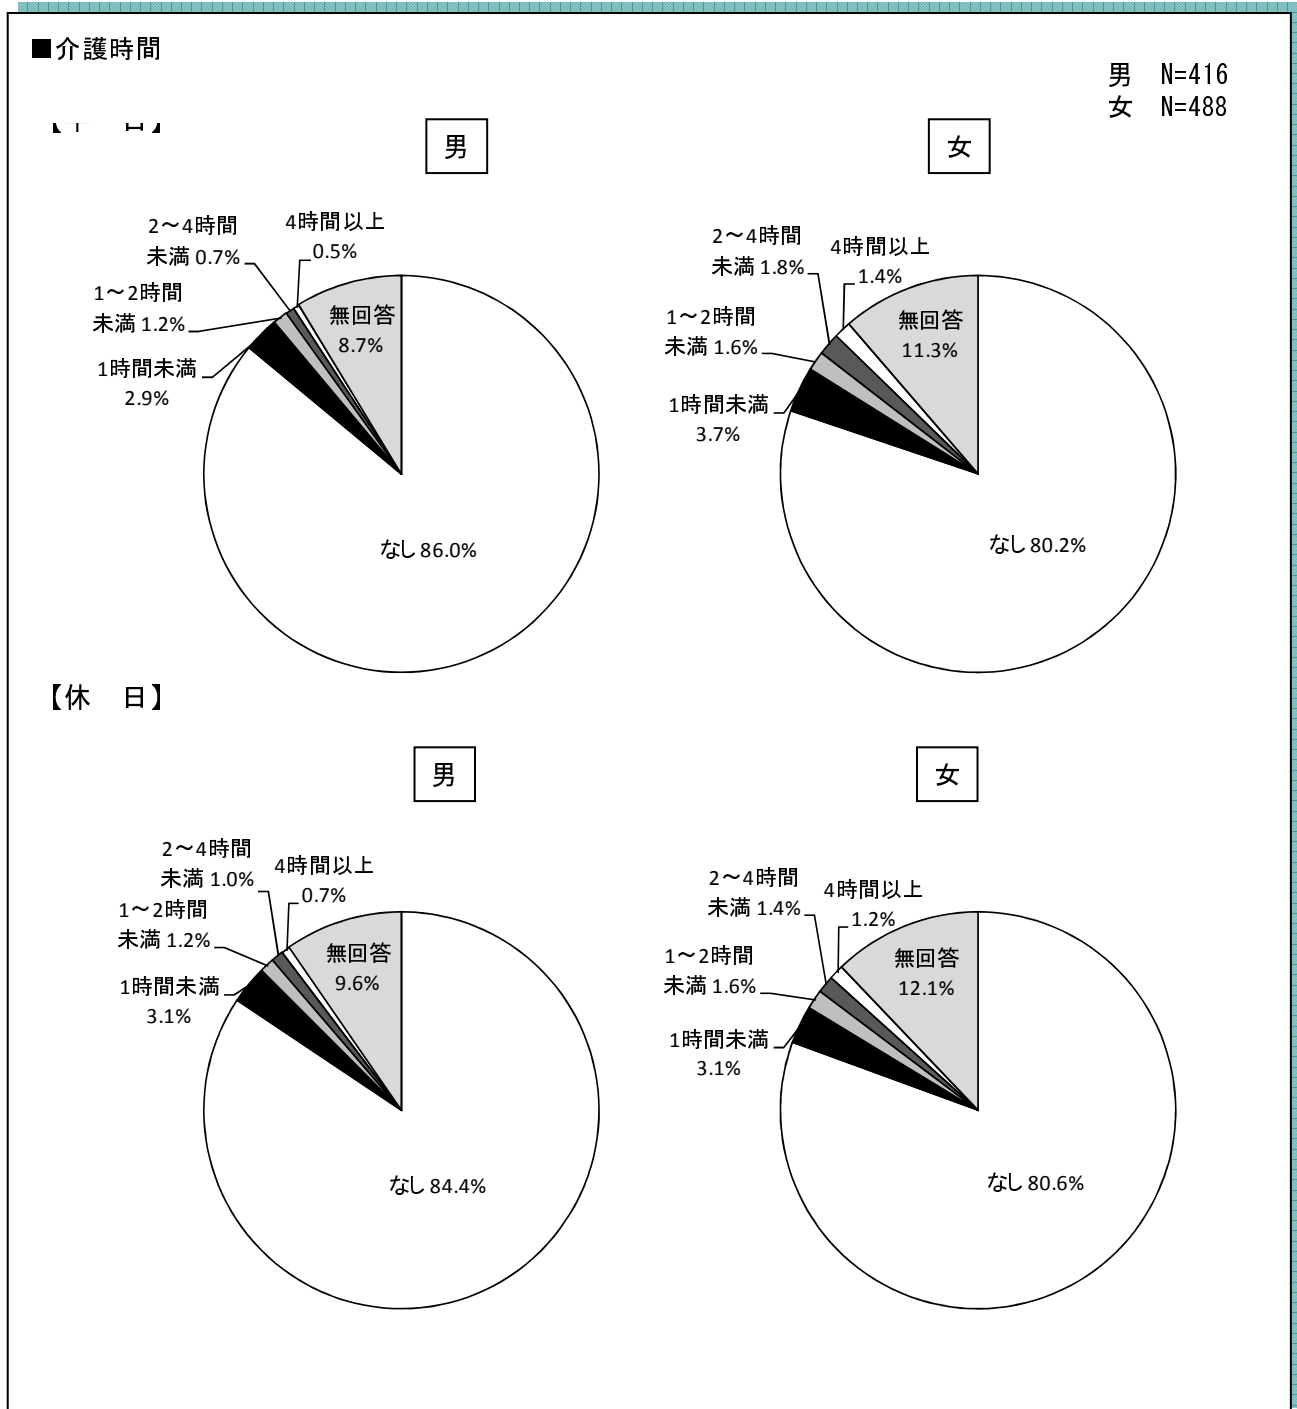 ■介護時間
男　N=416
女　N=488
男
女
2～4時間
未満 0.7%
4時間以上
0.5%
1～2時間
未満 1.2%
1時間未満
2.9%
無回答
8.7%
なし 86.0%
2～4時間
未満 1.8%
4時間以上
1.4%
1～2時間
未満 1.6%
1時間未満
3.7%
無回答
11.3%
なし 80.2%
【休　日】
男
女
2～4時間
未満 1.0%
4時間以上
0.7%
1～2時間
未満 1.2%
1時間未満
3.1%
無回答
9.6%
なし 84.4%
2～4時間
未満 1.4%
4時間以上
1.2%
1～2時間
未満 1.6%
1時間未満
3.1%
無回答
12.1%
なし 80.6%